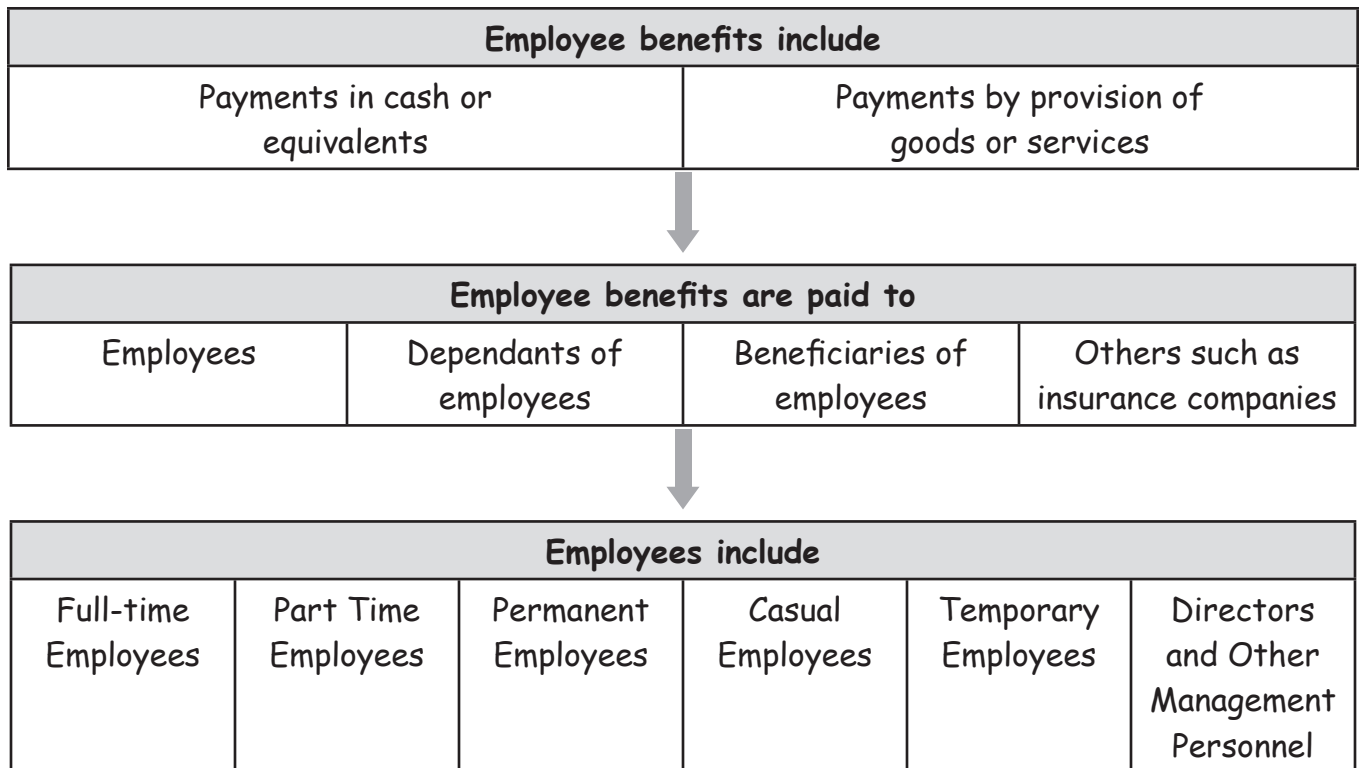 Employee benefits include
Payments in cash or
equivalents
Payments by provision of
goods or services
Employee benefits are paid to
Employees
Dependants of
employees
Beneficiaries of
employees
Others such as
insurance companies
Employees include
Full-time
Employees
Part Time
Employees
Permanent
Employees
Casual
Employees
Temporary
Employees
Directors
and Other
Management
Personnel